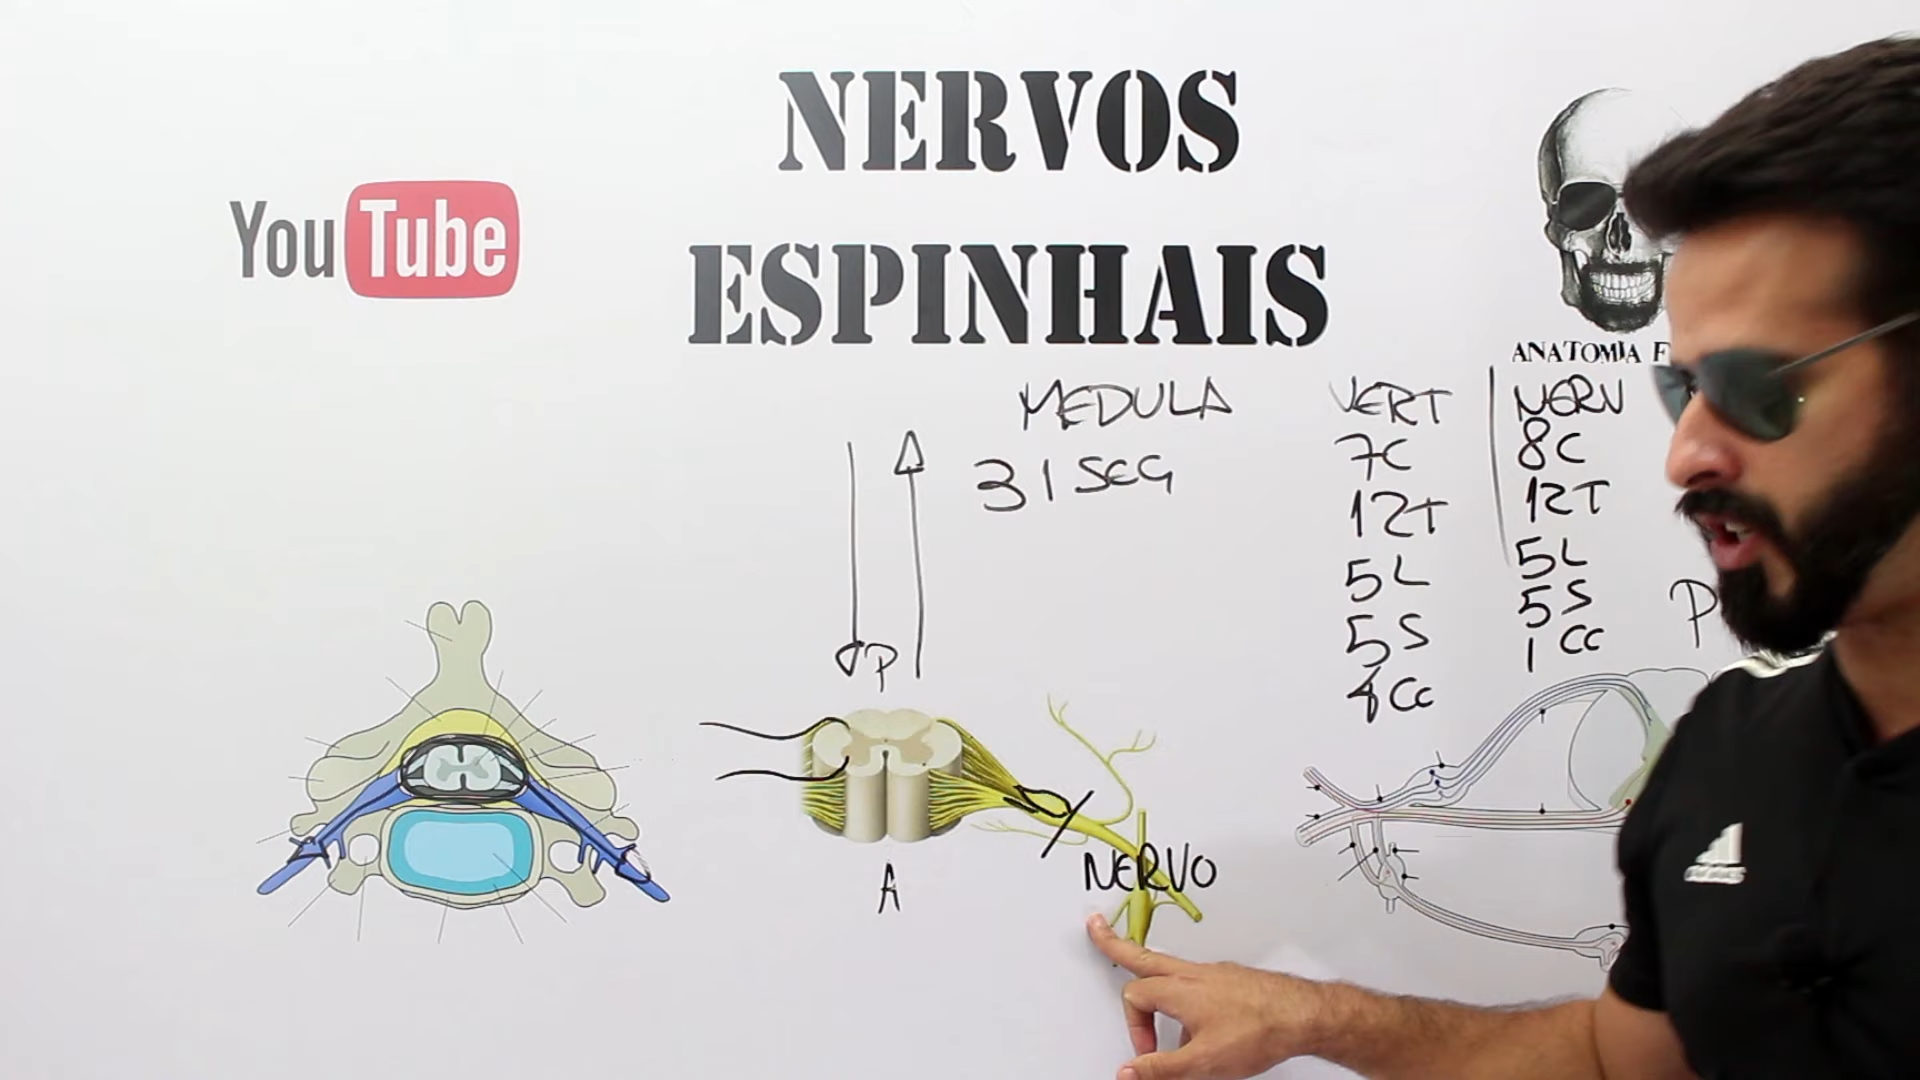 NERVOS
ESPINHAIS
YouTube
ANATOMIA F
MEDULA
31 SEG
VERT
7C
12T
5L
5S
4Cc
NERV
8C
12T
5L
5S
1 Cc
P
P
A
NERVO